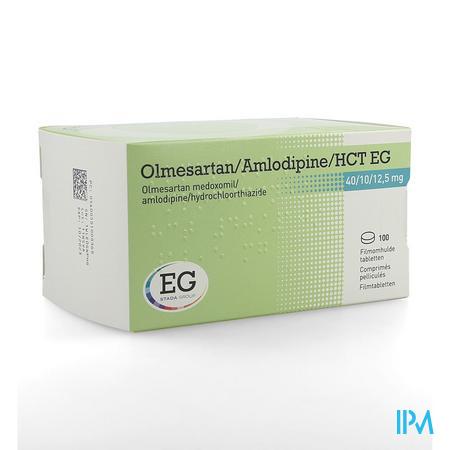 Olmesartan/Amlodipine/HCT EG
40/10/12,5 mg
Olmesartan medoxomil/
amlodipine/hydrochloorthiazide
100
Filmomhulde
tabletten
Comprimés
pelliculés
Filmtabletten
EG
STADA GROUP
IPM